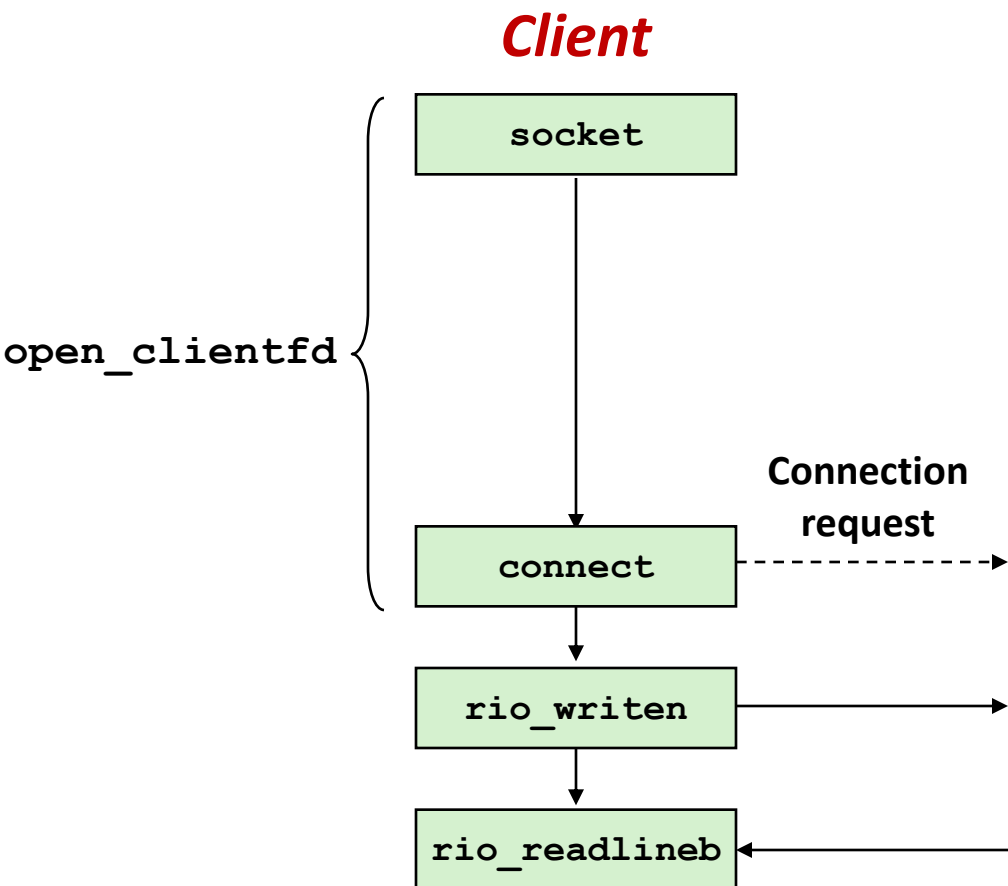 Client
socket
open_clientfd
Connection
request
connect
rio_writen
rio_readlineb